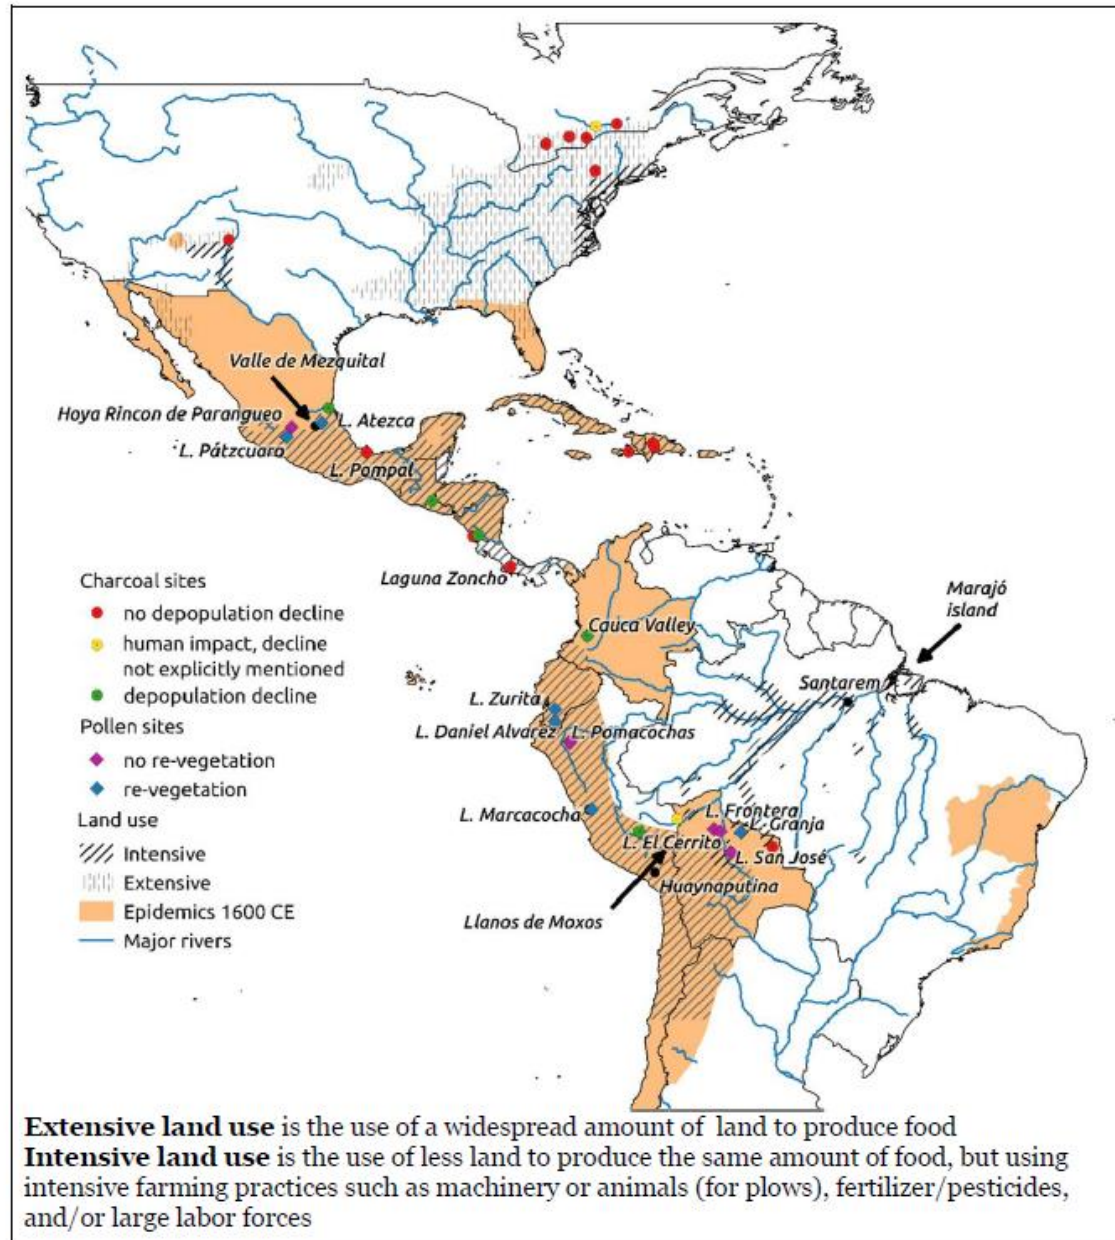 Valle de Mezquital
Hoya Rincon de Parangueo
L. Atezca
L. Pátzcuaro
L. Pompal
Laguna Zoncho
Charcoal sites
no depopulation decline
human impact, decline
not explicitly mentioned
depopulation decline
Pollen sites
no re-vegetation
re-vegetation
Land use
Intensive
Extensive
Epidemics 1600 CE
Major rivers
Marajó
island
Cauca Valley
Santarem
L. Zurita
L. Daniel Alvarez
L. Pomacochas
L. Marcacocha
L. Frontera
L. Granja
L. El Cerrito
L. San José
Huaynaputina
Llanos de Moxos
Extensive land use is the use of a widespread amount of land to produce food
Intensive land use is the use of less land to produce the same amount of food, but using
intensive farming practices such as machinery or animals (for plows), fertilizer/pesticides,
and/or large labor forces